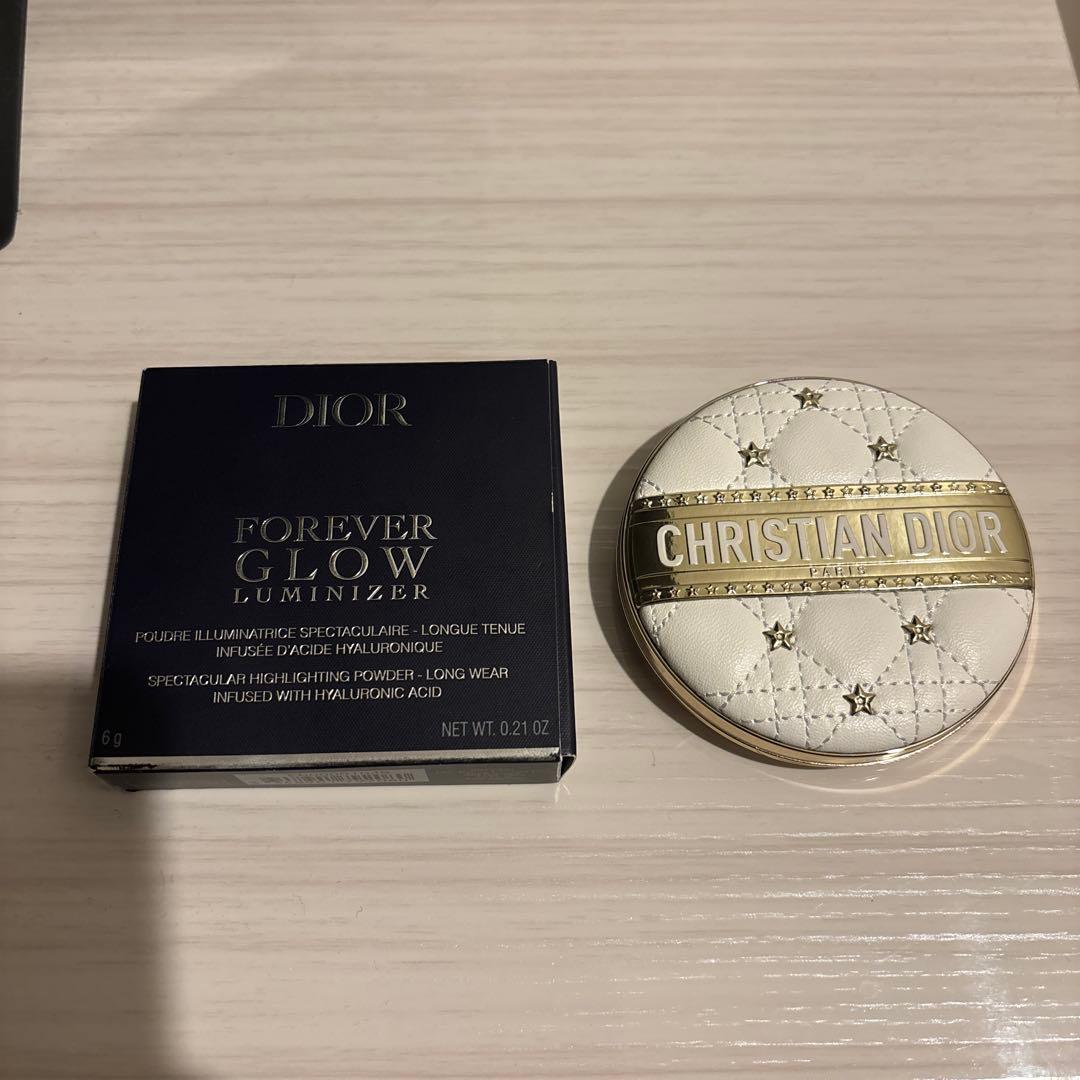 DIOR
FOREVER
GLOW
LUMINIZER
POUDRE ILLUMINATRICE SPECTACULAIRE - LONGUE TENUE
INFUSÉE D'ACIDE HYALURONIQUE
SPECTACULAR HIGHLIGHTING POWDER - LONG WEAR
INFUSED WITH HYALURONIC ACID
6 g
NET WT. 0.21 OZ
CHRISTIAN DIOR
PARIS